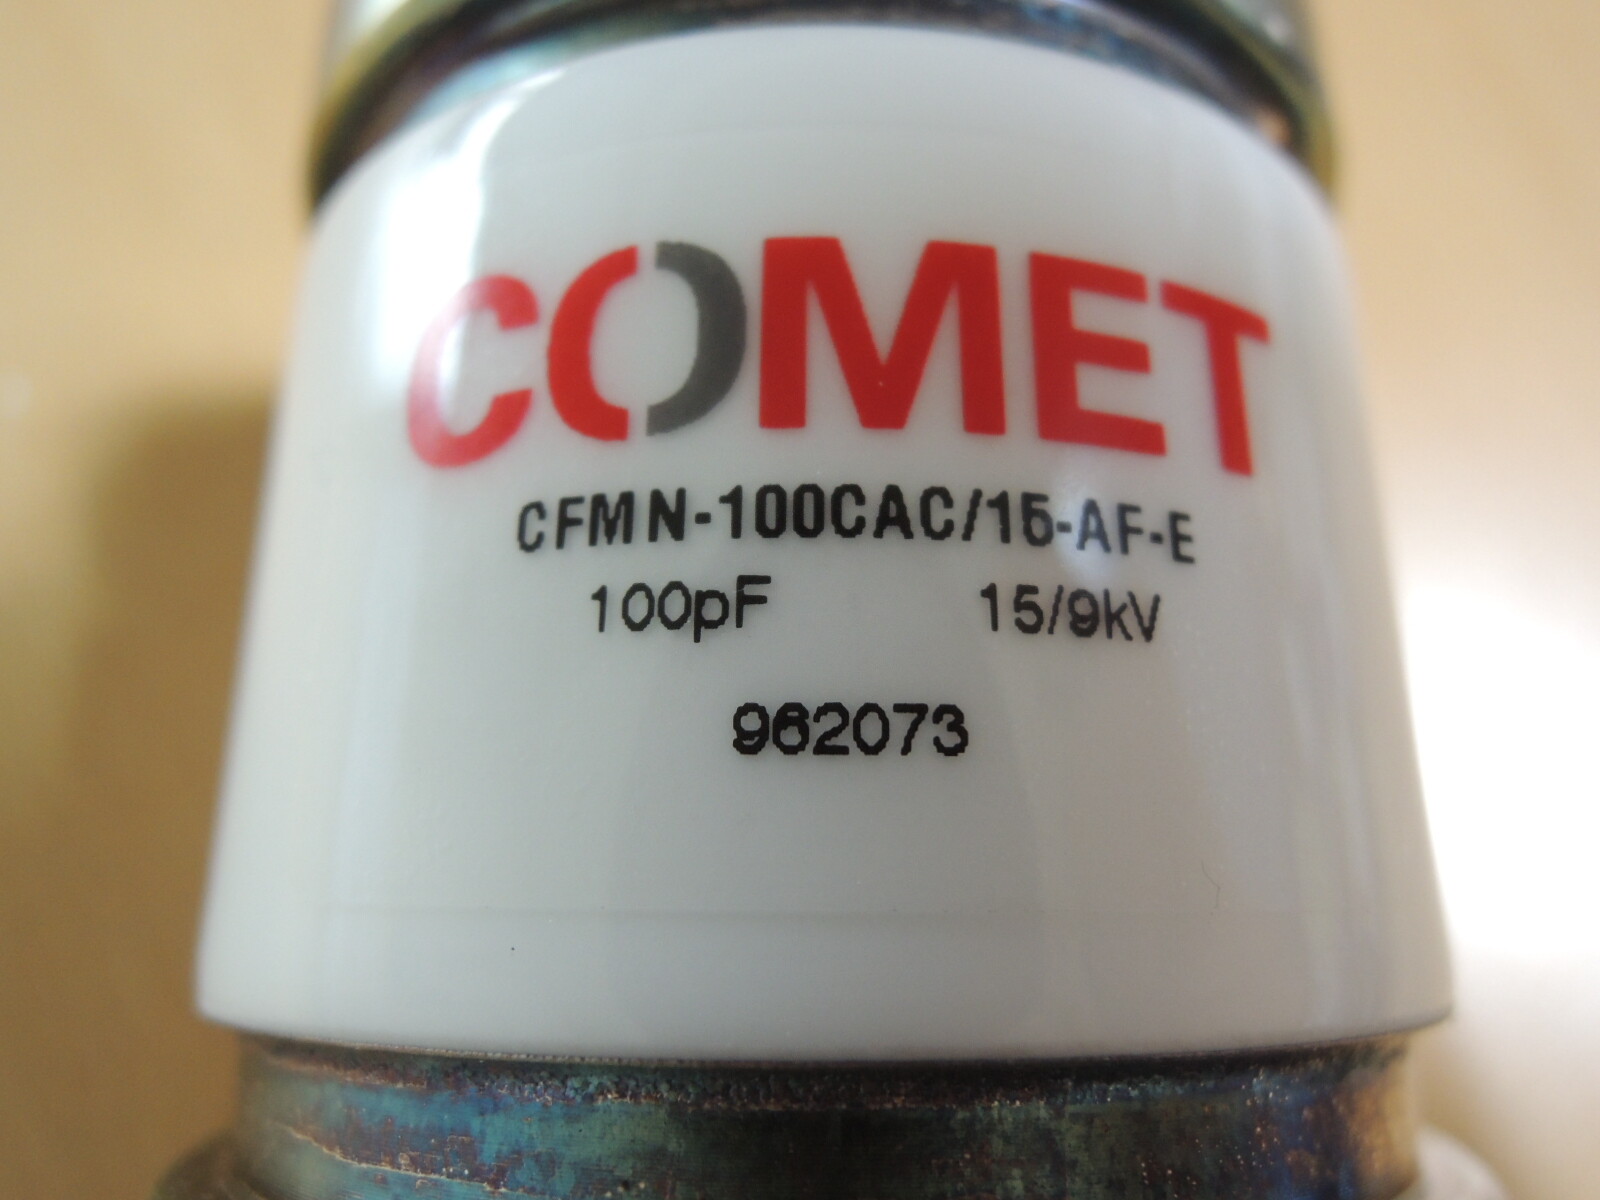 COMET
CFMN-100CAC/15-AF-E
100pF 15/9kV
962073